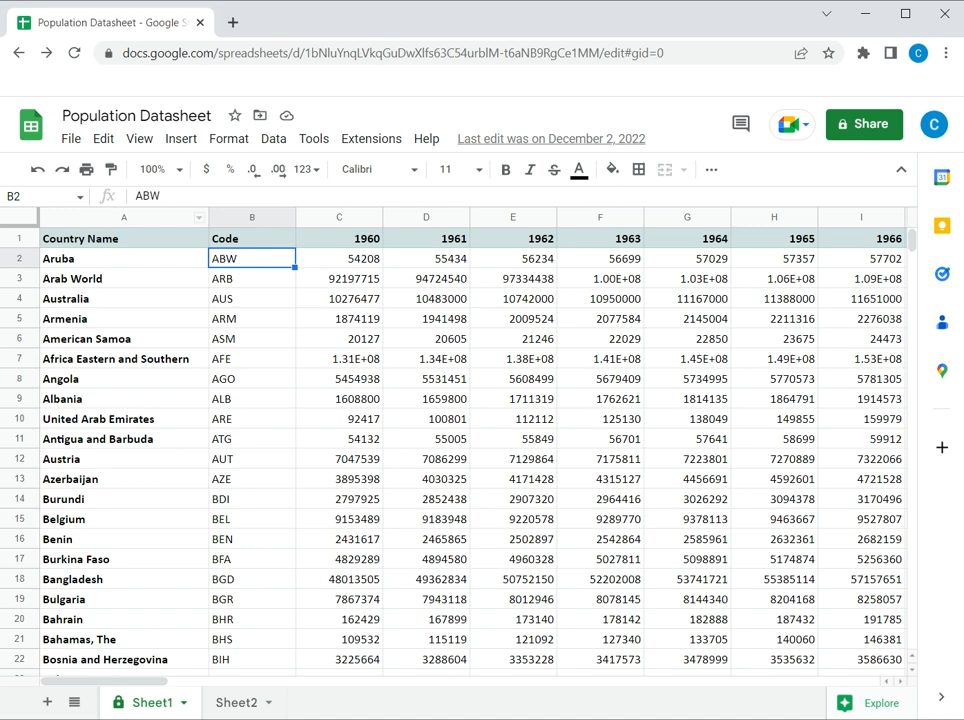 Population Datasheet - Google S
docs.google.com/spreadsheets/d/1bNluYnqLVkqGuDwXlfs63C54urblM-t6aNB9RgCe1MM/edit#gid=0
C
Population Datasheet
File Edit View Insert Format Data Tools Extensions Help Last edit was on December 2, 2022
Share
C
100% $ % .0 .00 123 Calibri 11 B I S A
31
B2 fx ABW
A B C D E F G H I
1 Country Name Code 1960 1961 1962 1963 1964 1965 1966
2 Aruba ABW 54208 55434 56234 56699 57029 57357 57702
3 Arab World ARB 92197715 94724540 97334438 1.00E+08 1.03E+08 1.06E+08 1.09E+08
4 Australia AUS 10276477 10483000 10742000 10950000 11167000 11388000 11651000
5 Armenia ARM 1874119 1941498 2009524 2077584 2145004 2211316 2276038
6 American Samoa ASM 20127 20605 21246 22029 22850 23675 24473
7 Africa Eastern and Southern AFE 1.31E+08 1.34E+08 1.38E+08 1.41E+08 1.45E+08 1.49E+08 1.53E+08
8 Angola AGO 5454938 5531451 5608499 5679409 5734995 5770573 5781305
9 Albania ALB 1608800 1659800 1711319 1762621 1814135 1864791 1914573
10 United Arab Emirates ARE 92417 100801 112112 125130 138049 149855 159979
11 Antigua and Barbuda ATG 54132 55005 55849 56701 57641 58699 59912
12 Austria AUT 7047539 7086299 7129864 7175811 7223801 7270889 7322066
13 Azerbaijan AZE 3895398 4030325 4171428 4315127 4456691 4592601 4721528
14 Burundi BDI 2797925 2852438 2907320 2964416 3026292 3094378 3170496
15 Belgium BEL 9153489 9183948 9220578 9289770 9378113 9463667 9527807
16 Benin BEN 2431617 2465865 2502897 2542864 2585961 2632361 2682159
17 Burkina Faso BFA 4829289 4894580 4960328 5027811 5098891 5174874 5256360
18 Bangladesh BGD 48013505 49362834 50752150 52202008 53741721 55385114 57157651
19 Bulgaria BGR 7867374 7943118 8012946 8078145 8144340 8204168 8258057
20 Bahrain BHR 162429 167899 173140 178142 182888 187432 191785
21 Bahamas, The BHS 109532 115119 121092 127340 133705 140060 146381
22 Bosnia and Herzegovina BIH 3225664 3288604 3353228 3417573 3478999 3535632 3586630
Sheet1 Sheet2 Explore